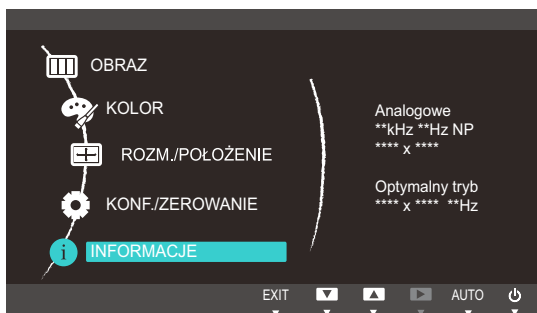 OBRAZ
KOLOR
ROZM./POŁOŻENIE
KONF./ZEROWANIE
i INFORMACJE
Analogowe
**kHz **Hz NP
**** x ****
Optymalny tryb
**** x **** **Hz
EXIT AUTO